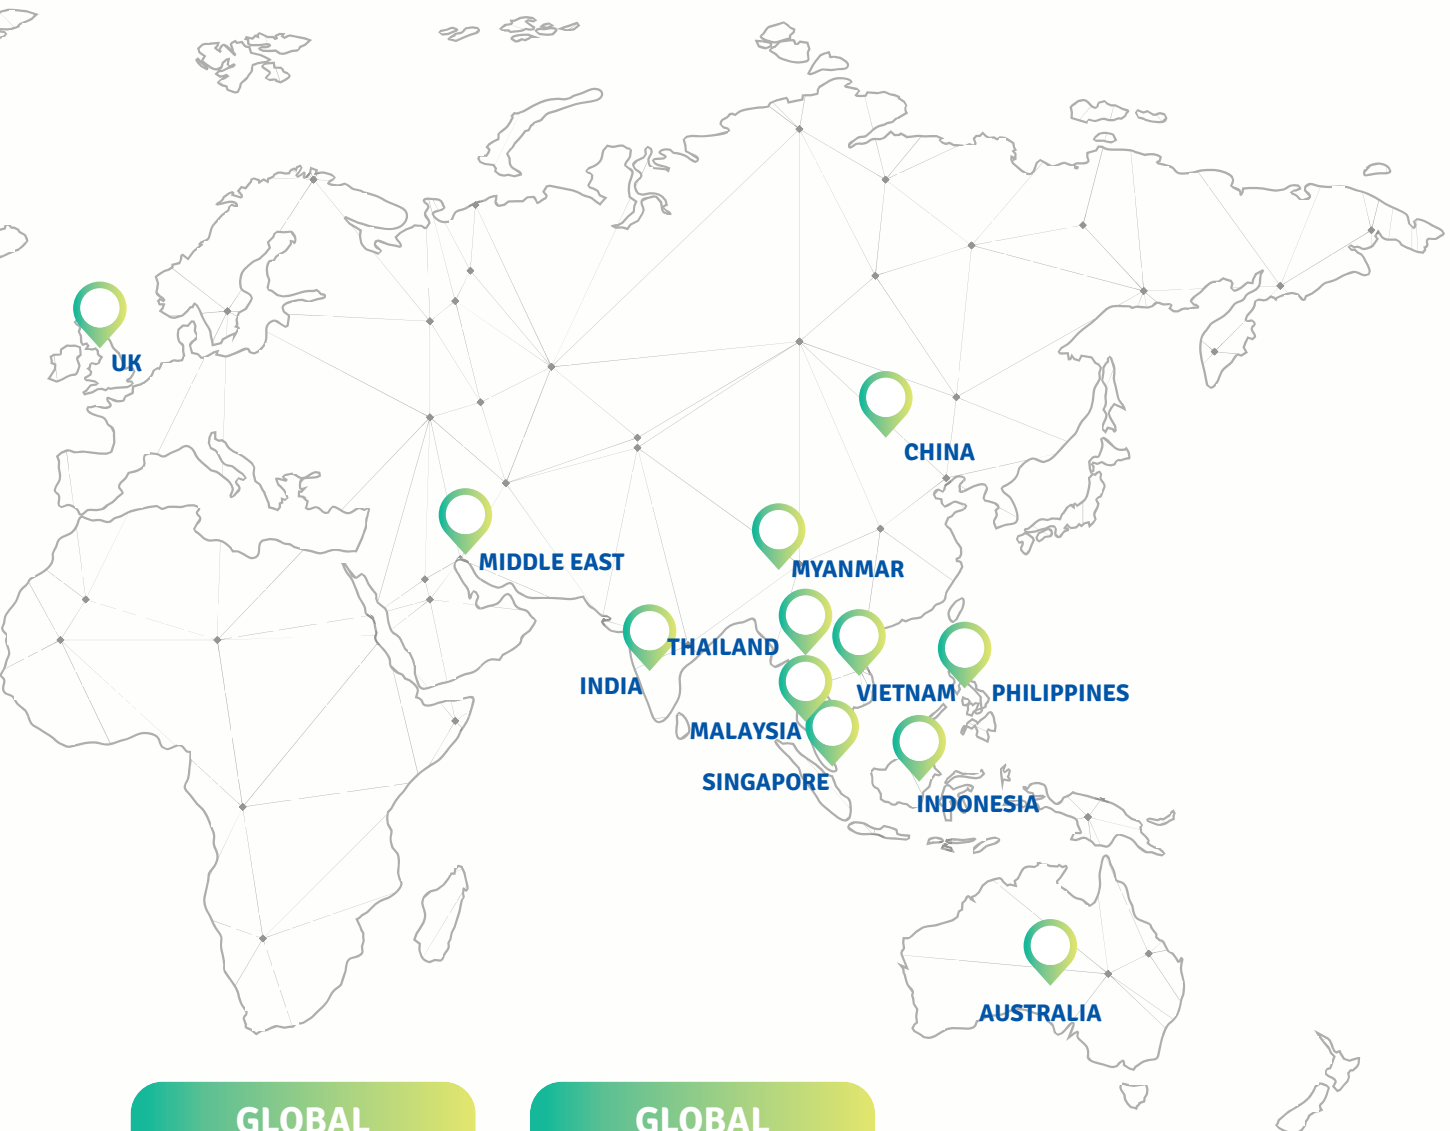 UK
CHINA
MIDDLE EAST
MYANMAR
THAILAND
INDIA
VIETNAM
PHILIPPINES
MALAYSIA
SINGAPORE
INDONESIA
AUSTRALIA
GLOBAL
GLOBAL